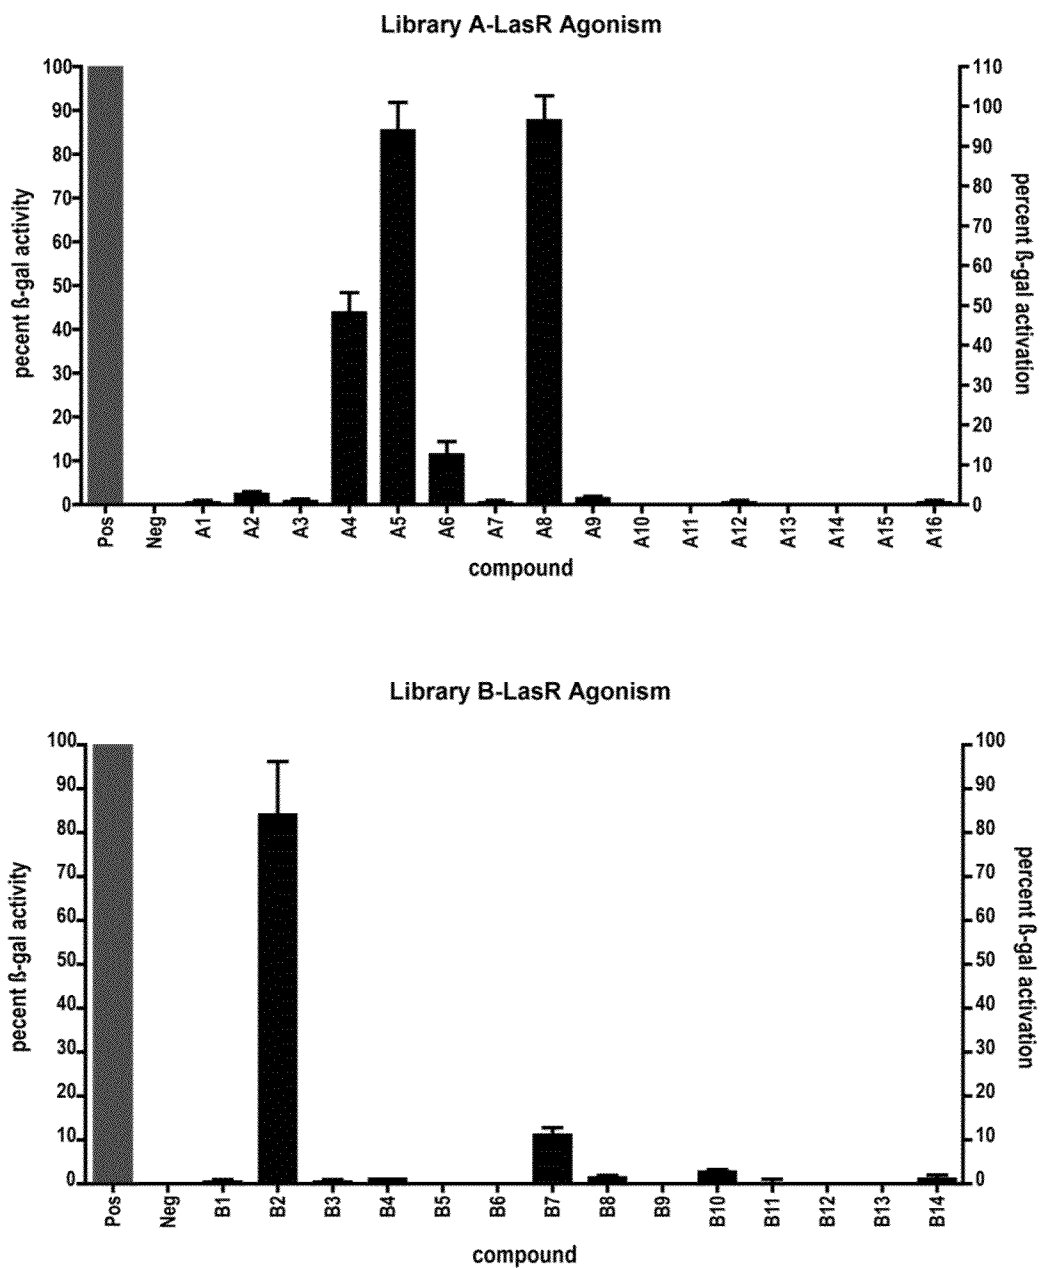 Library A-LasR Agonism
100 110
90 100
80 90
70 80
60 70
50 60
40 50
30 40
20 30
10 20
0 10
0
pecent ß-gal activity
percent ß-gal activation
Pos Neg A1 A2 A3 A4 A5 A6 A7 A8 A9 A10 A11 A12 A13 A14 A15 A16
compound
Library B-LasR Agonism
100 100
90 90
80 80
70 70
60 60
50 50
40 40
30 30
20 20
10 10
0 0
pecent ß-gal activity
percent ß-gal activation
Pos Neg B1 B2 B3 B4 B5 B6 B7 B8 B9 B10 B11 B12 B13 B14
compound